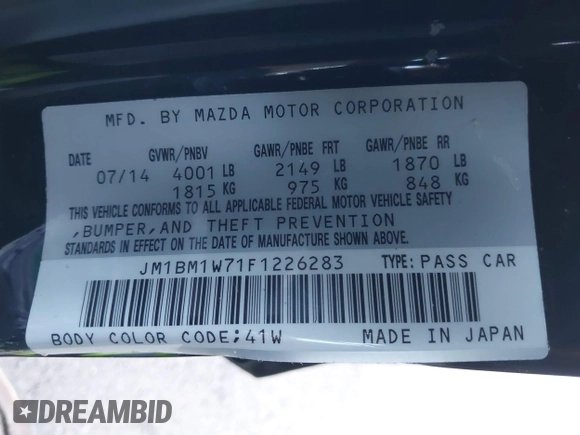 MFD. BY MAZDA MOTOR CORPORATION
DATE GVWR/PNBV GAWR/PNBE FRT GAWR/PNBE RR
07/14 4001 LB 2149 LB 1870 LB
1815 KG 975 KG 848 KG
THIS VEHICLE CONFORMS TO ALL APPLICABLE FEDERAL MOTOR VEHICLE SAFETY
,BUMPER,AND THEFT PREVENTION
STANDARDS IN EFFECT ON THE DATE OF MANUFACTURE SHOWN ABOVE.
JM1BM1W71F1226283 TYPE: PASS CAR
BODY COLOR CODE;41W MADE IN JAPAN
DREAMBID